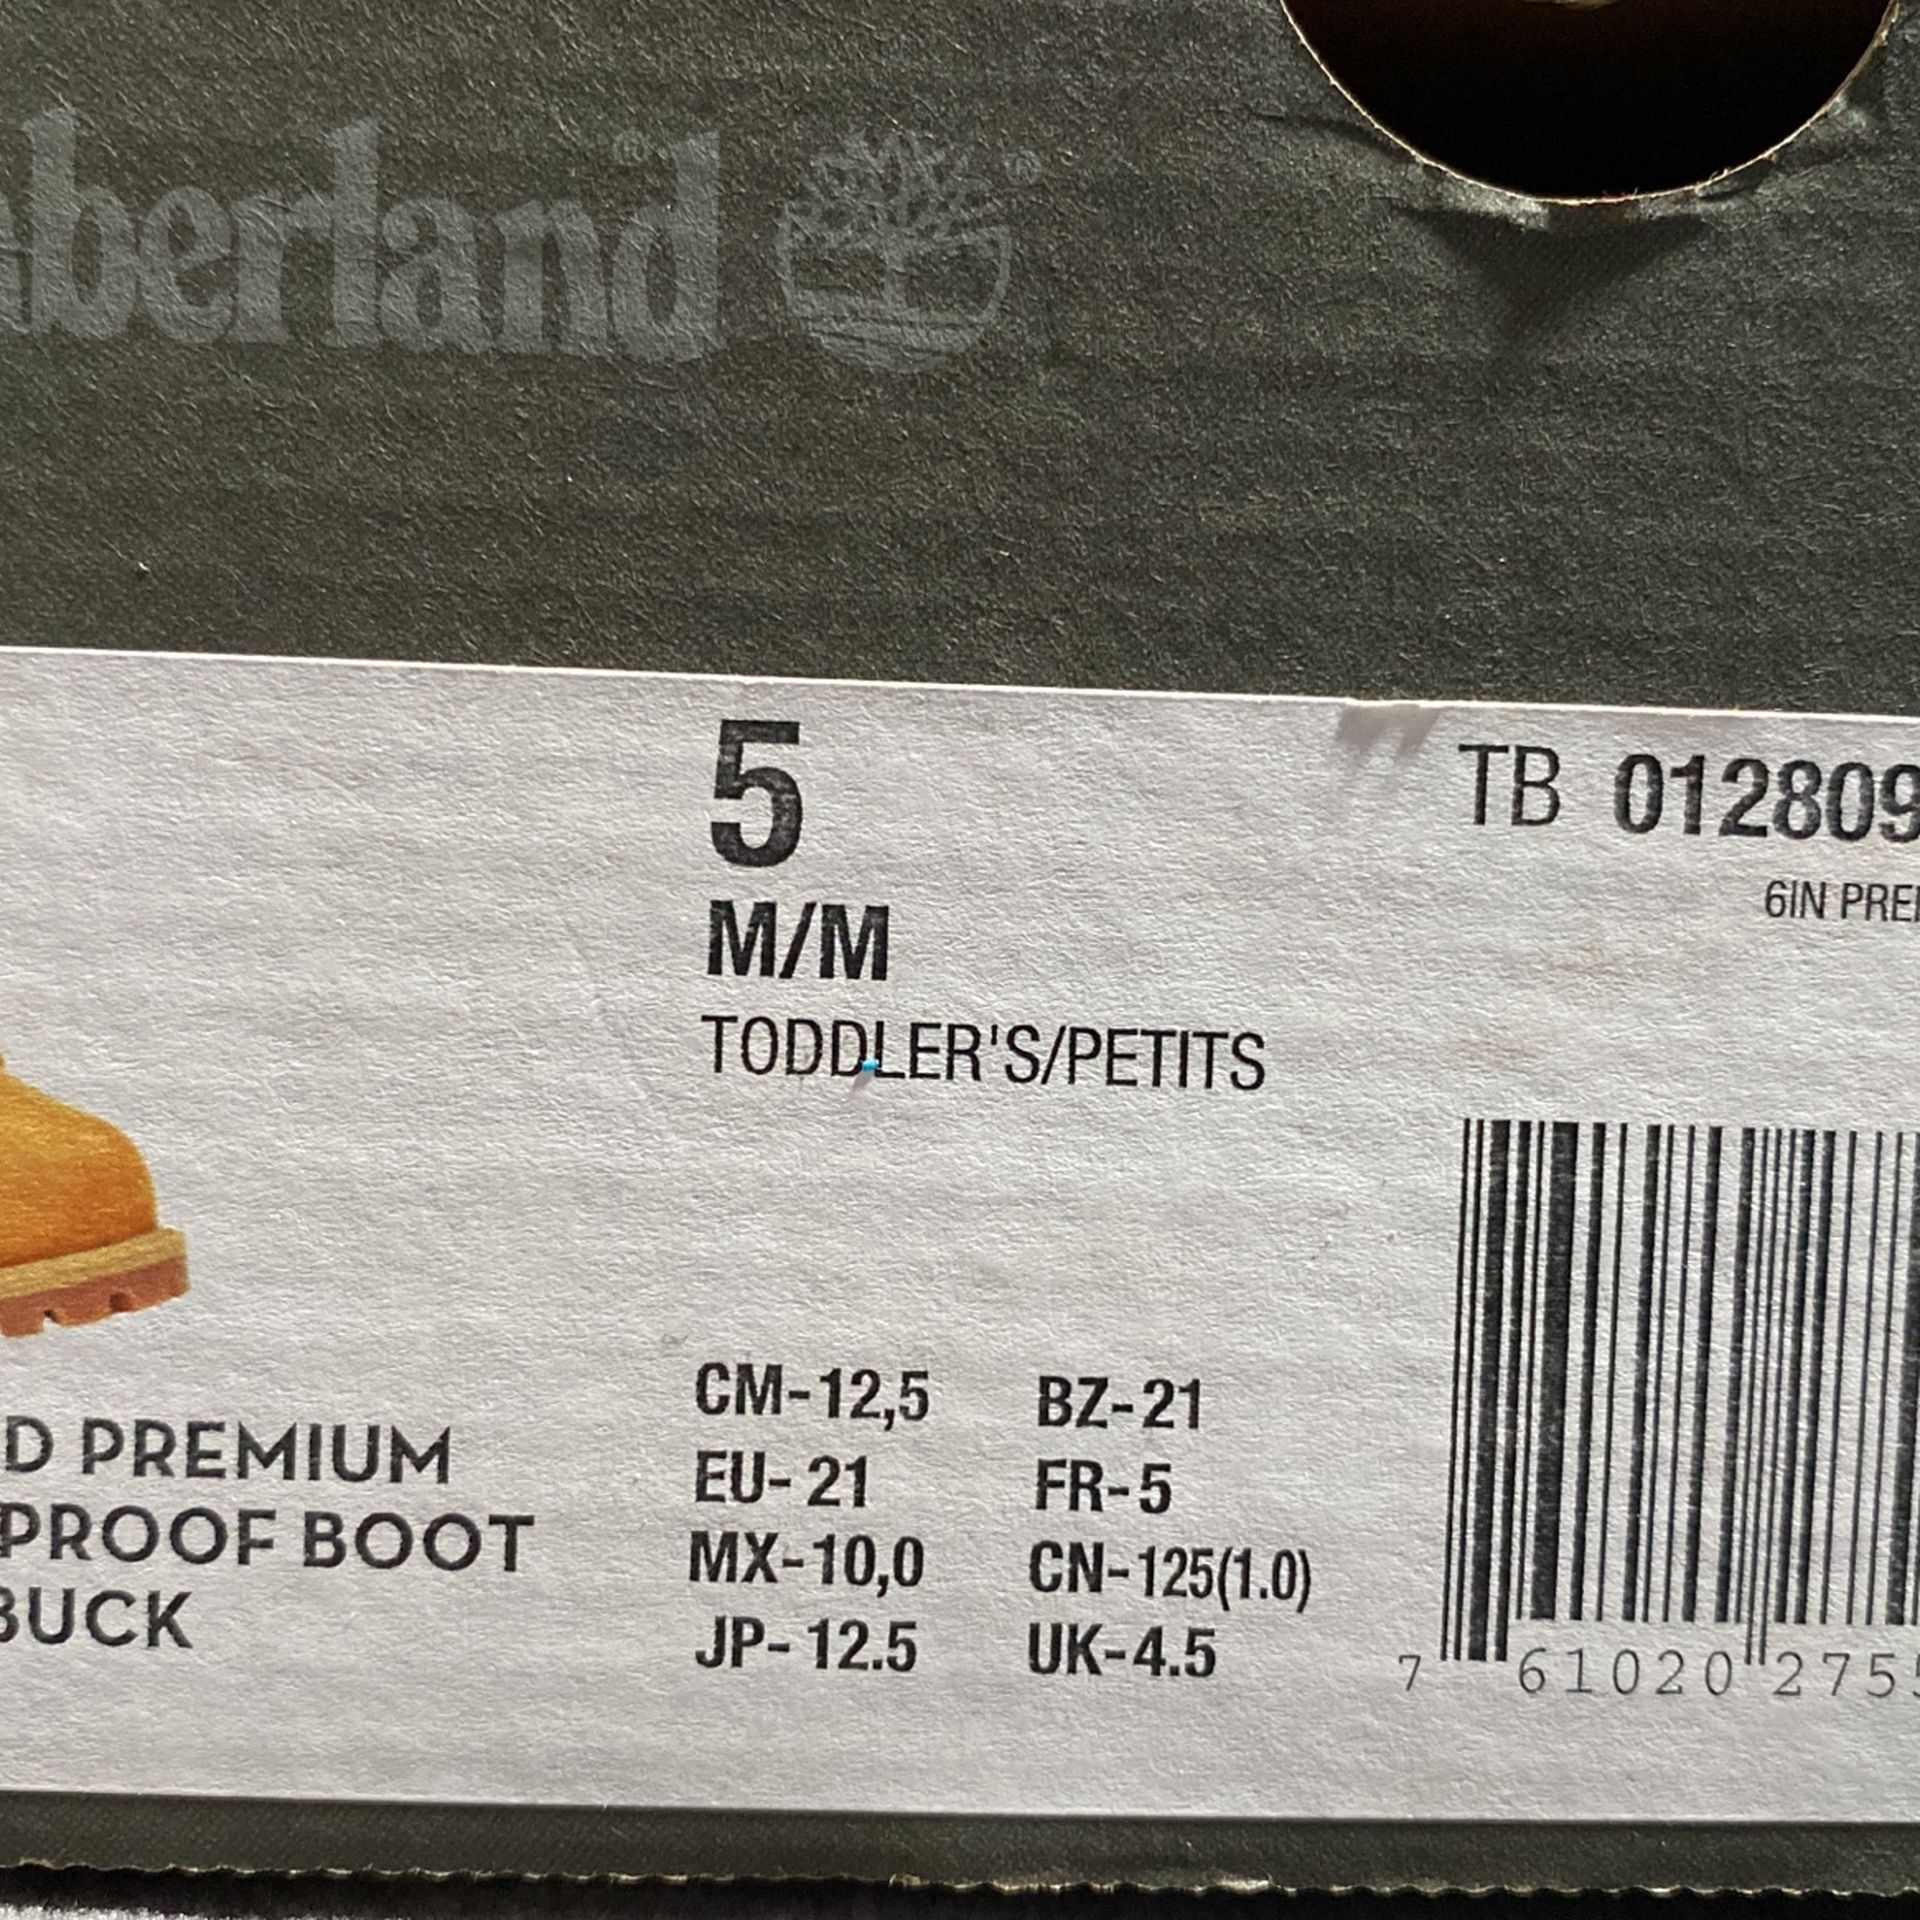 berland®
®
5
M/M
TODDLER'S/PETITS
TB 012809
6IN PRE
D PREMIUM
PROOF BOOT
BUCK
CM-12,5 BZ-21
EU-21 FR-5
MX-10,0 CN-125(1.0)
JP-12.5 UK-4.5
7 61020 2755